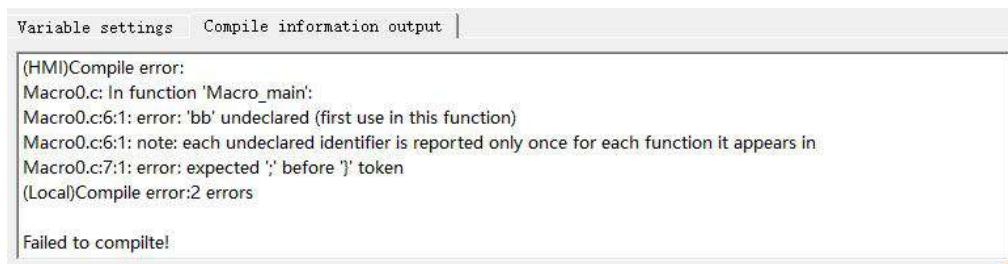 Variable settings Compile information output
(HMI)Compile error:
Macro0.c: In function 'Macro_main':
Macro0.c:6:1: error: 'bb' undeclared (first use in this function)
Macro0.c:6:1: note: each undeclared identifier is reported only once for each function it appears in
Macro0.c:7:1: error: expected ';' before '}' token
(Local)Compile error:2 errors
Failed to compilte!